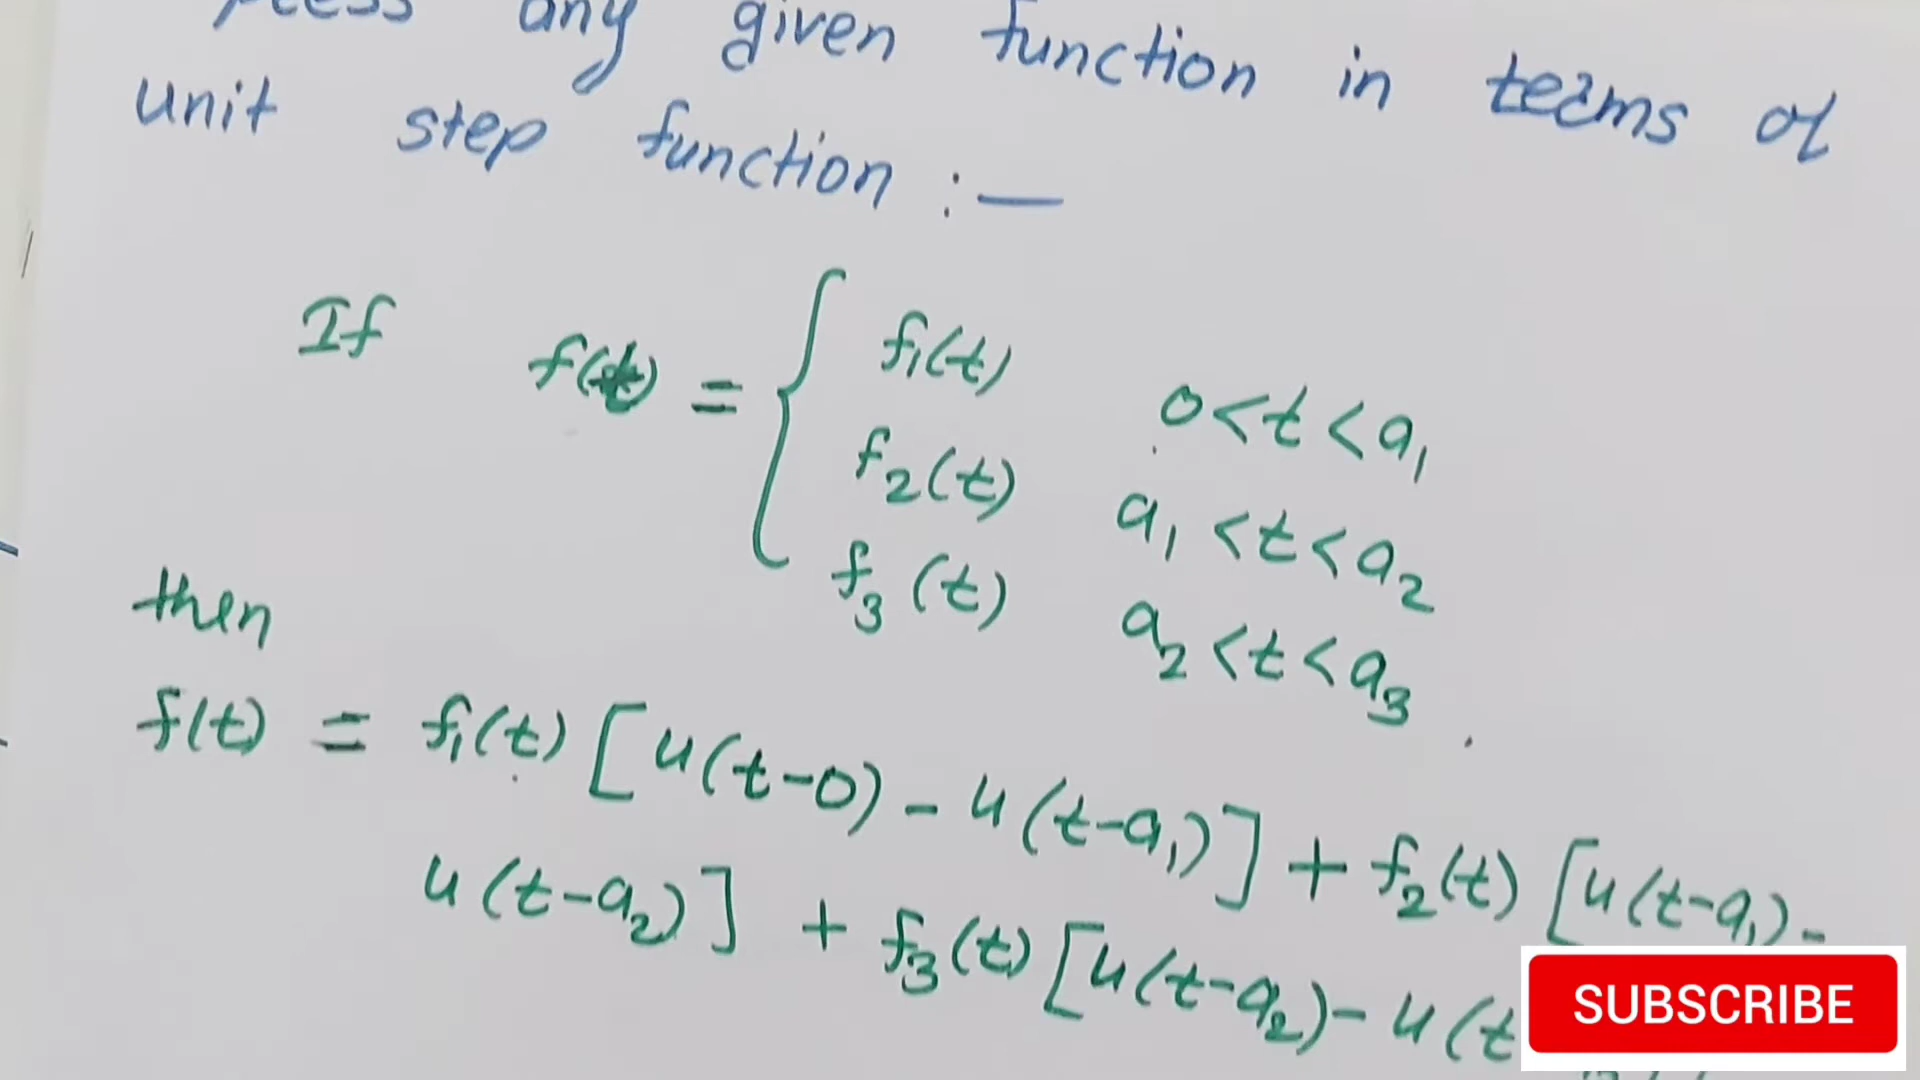 any given function in terms of
unit step function :—
If f(t) = { f₁(t) 0<t<a₁
f₂(t) a₁<t<a₂
f₃(t) a₂<t<a₃
then
f(t) = f₁(t) [u(t-0) - u(t-a₁)] + f₂(t) [u(t-a₁) -
u(t-a₂)] + f₃(t) [u(t-a₂) - u(t
SUBSCRIBE